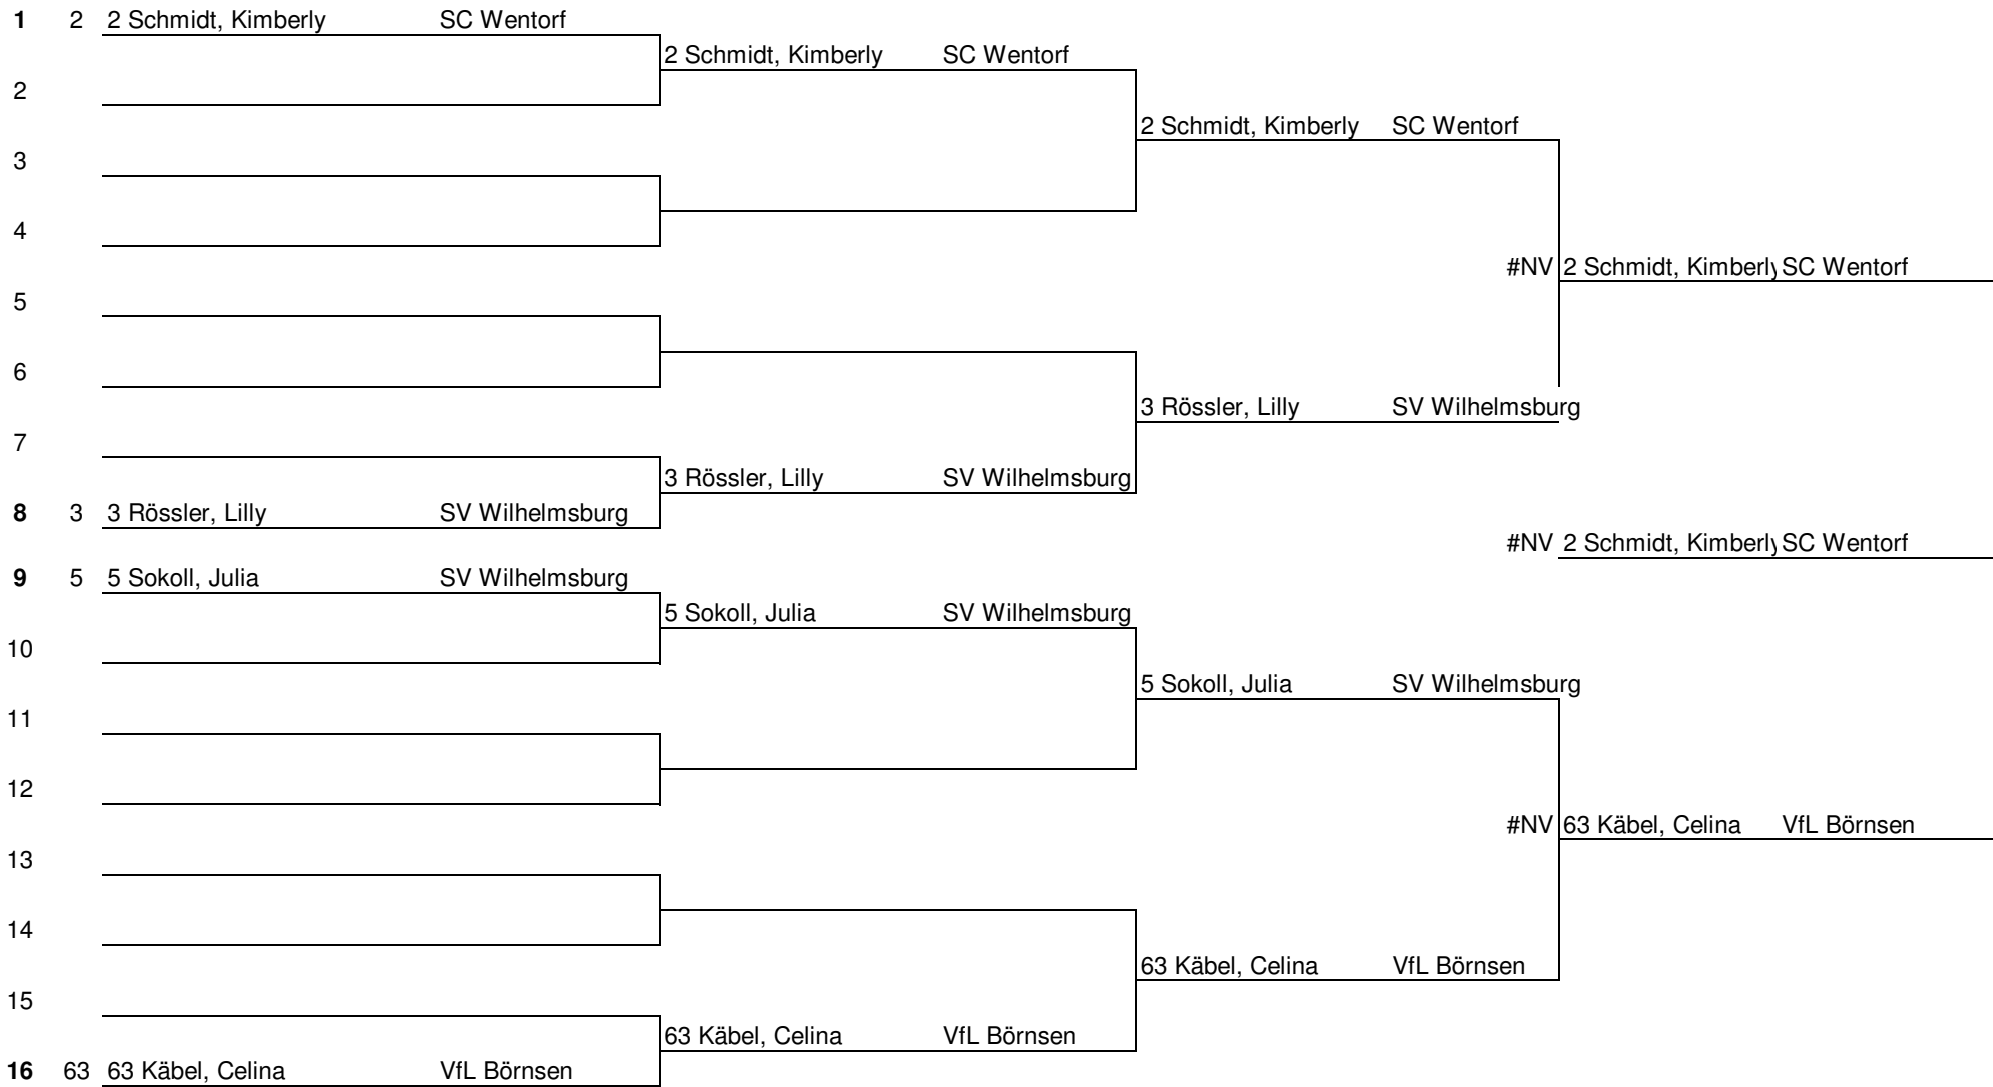 1 2 2 Schmidt, Kimberly SC Wentorf
2 Schmidt, Kimberly SC Wentorf
2
2 Schmidt, Kimberly SC Wentorf
3
4
#NV 2 Schmidt, Kimberly SC Wentorf
5
6
3 Rössler, Lilly SV Wilhelmsburg
7
3 Rössler, Lilly SV Wilhelmsburg
8 3 3 Rössler, Lilly SV Wilhelmsburg
#NV 2 Schmidt, Kimberly SC Wentorf
9 5 5 Sokoll, Julia SV Wilhelmsburg
5 Sokoll, Julia SV Wilhelmsburg
10
5 Sokoll, Julia SV Wilhelmsburg
11
12
#NV 63 Käbel, Celina VfL Börnsen
13
14
63 Käbel, Celina VfL Börnsen
15
63 Käbel, Celina VfL Börnsen
16 63 63 Käbel, Celina VfL Börnsen